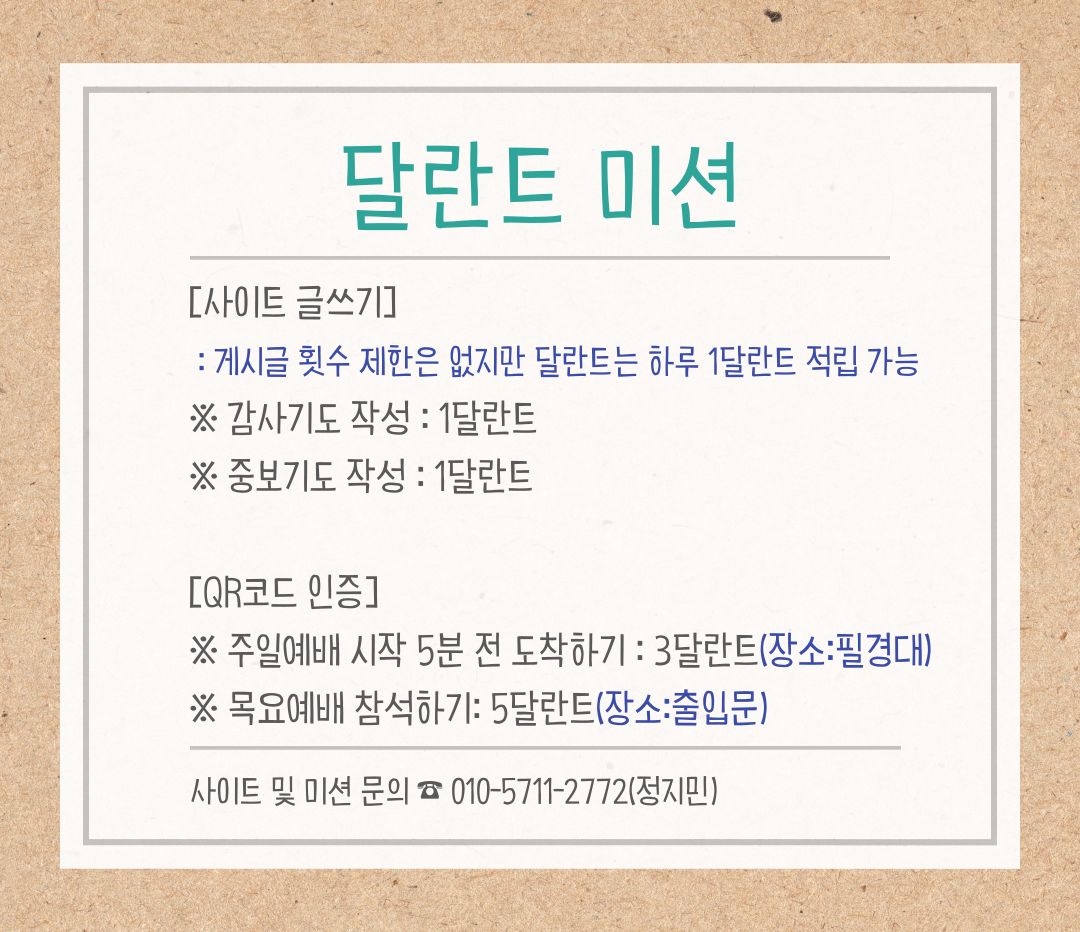 달란트 미션
[사이트 글쓰기]
: 게시글 횟수 제한은 없지만 달란트는 하루 1달란트 적립 가능
※ 감사기도 작성 : 1달란트
※ 중보기도 작성 : 1달란트
[QR코드 인증]
※ 주일예배 시작 5분 전 도착하기 : 3달란트(장소:필경대)
※ 목요예배 참석하기: 5달란트(장소:출입문)
사이트 및 미션 문의 ☎ 010-5711-2772(정지민)